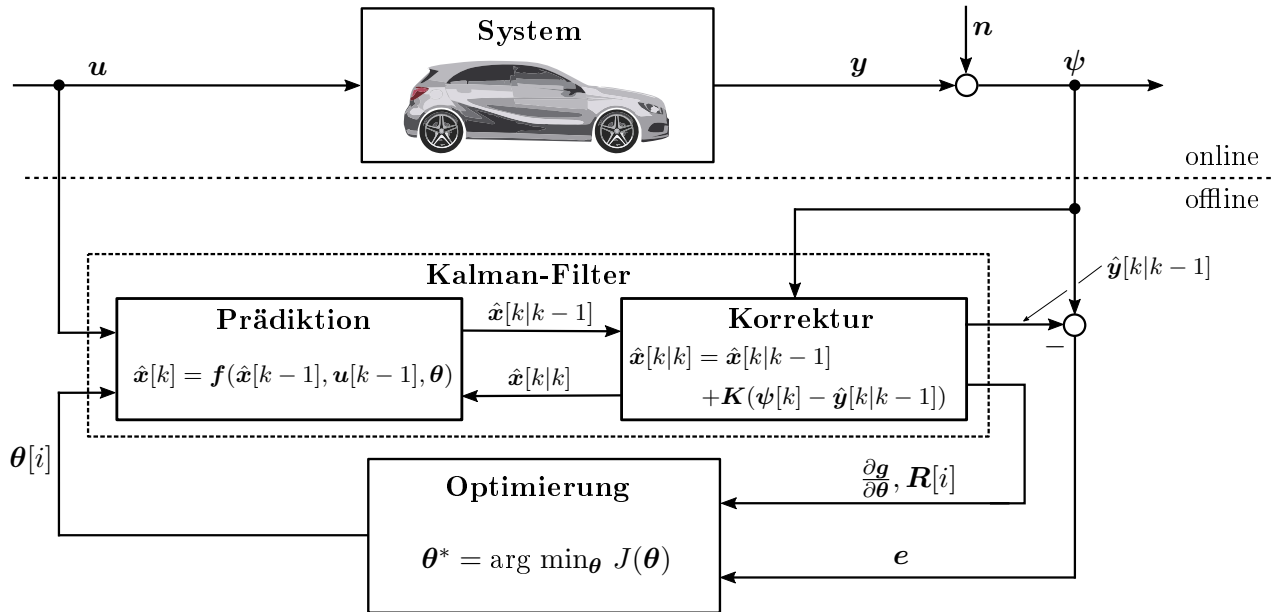 System
𝒖
𝒚
𝒏
𝝍
online
offline
Kalman-Filter
ŷ[k|k − 1]
Prädiktion
x̂[k] = f(x̂[k−1], u[k−1], θ)
x̂[k|k − 1]
x̂[k|k]
Korrektur
x̂[k|k] = x̂[k|k−1]
+K(ψ[k] − ŷ[k|k−1])
−
θ[i]
Optimierung
θ* = arg min_θ J(θ)
∂g/∂θ, R[i]
e